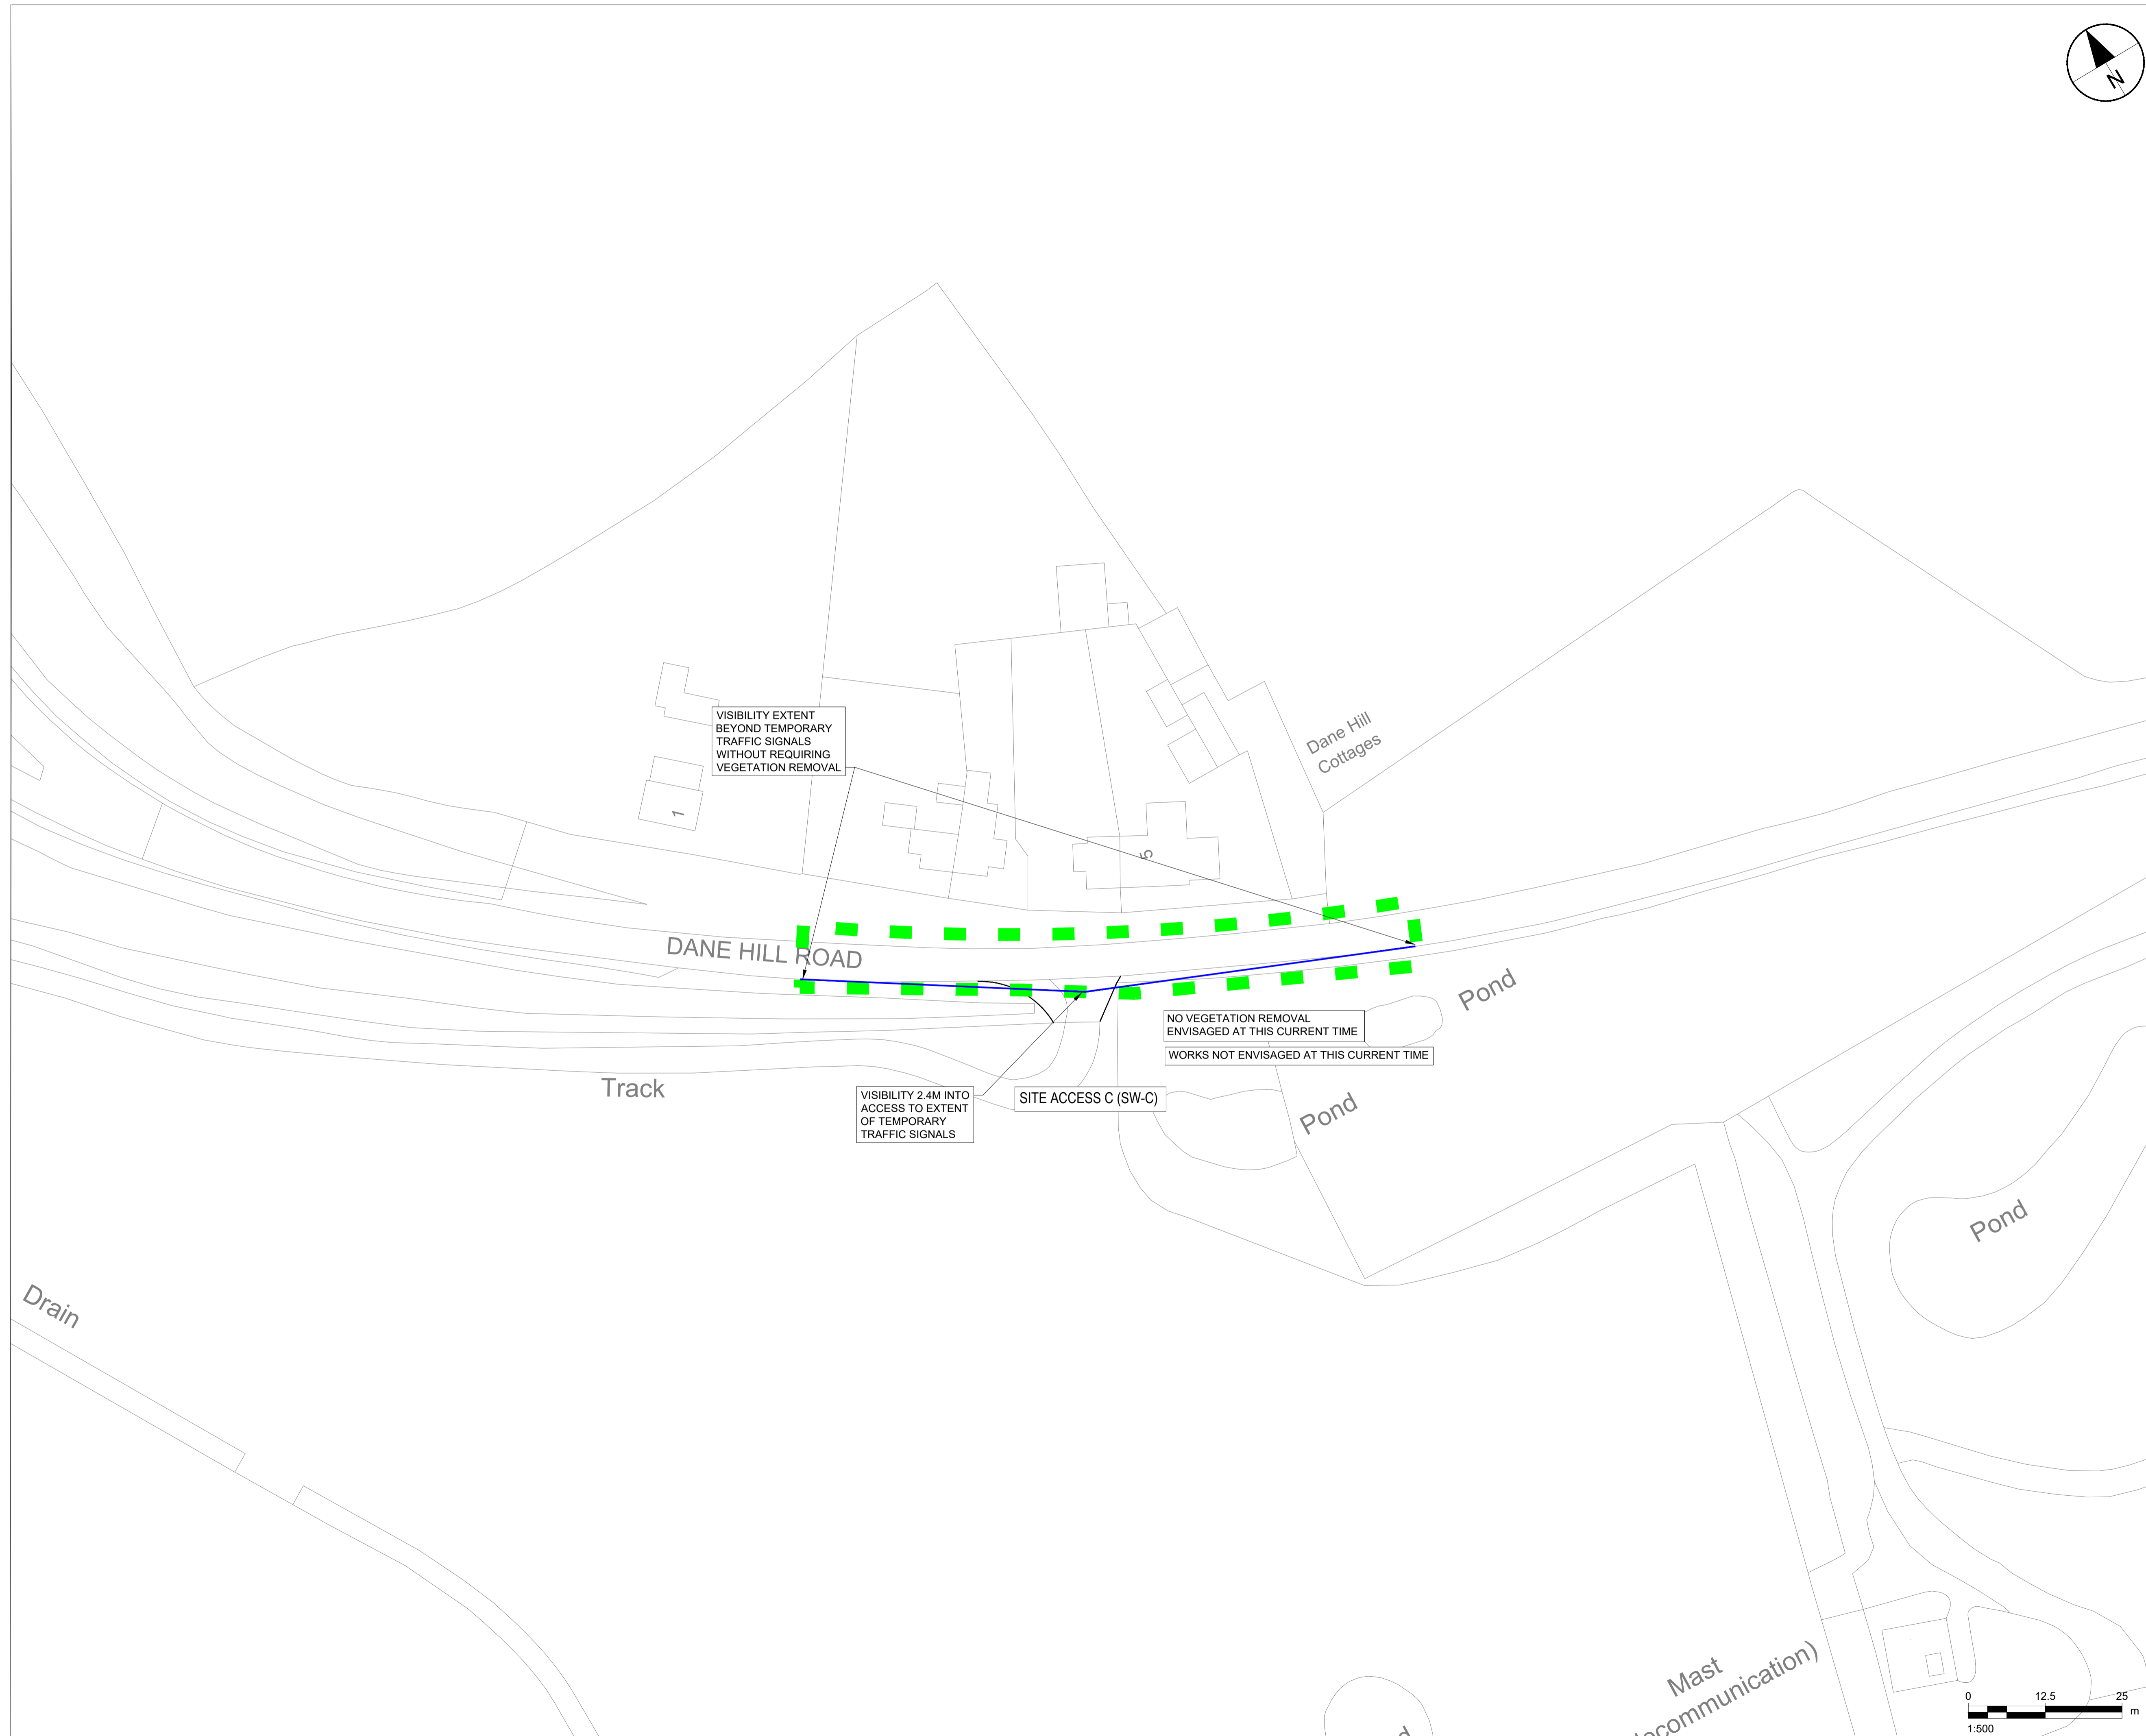 N
VISIBILITY EXTENT
BEYOND TEMPORARY
TRAFFIC SIGNALS
WITHOUT REQUIRING
VEGETATION REMOVAL
Dane Hill
Cottages
1
5
DANE HILL ROAD
Pond
NO VEGETATION REMOVAL
ENVISAGED AT THIS CURRENT TIME
WORKS NOT ENVISAGED AT THIS CURRENT TIME
Track
VISIBILITY 2.4M INTO
ACCESS TO EXTENT
OF TEMPORARY
TRAFFIC SIGNALS
SITE ACCESS C (SW-C)
Pond
Pond
Drain
Mast
ecommunication)
0 12.5 25
m
1:500